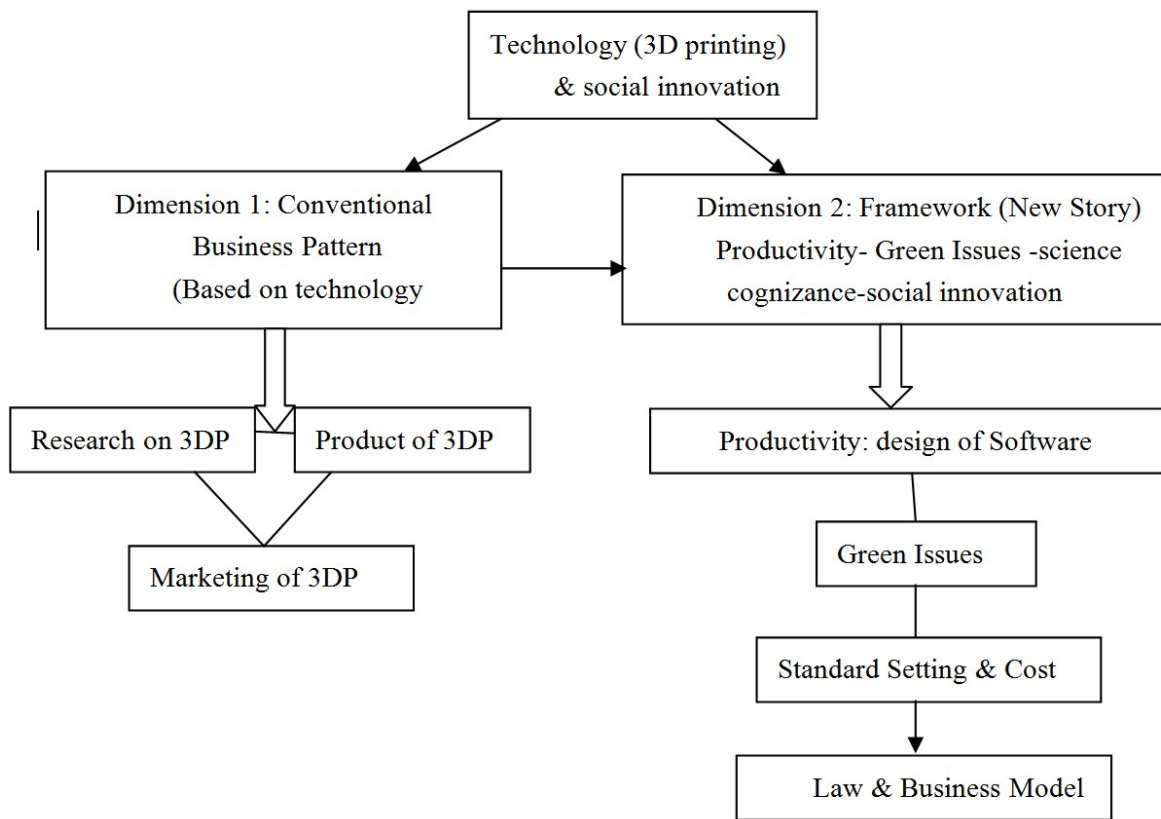 Technology (3D printing)
& social innovation
Dimension 1: Conventional
Business Pattern
(Based on technology
Dimension 2: Framework (New Story)
Productivity- Green Issues -science
cognizance-social innovation
Research on 3DP
Product of 3DP
Marketing of 3DP
Productivity: design of Software
Green Issues
Standard Setting & Cost
Law & Business Model